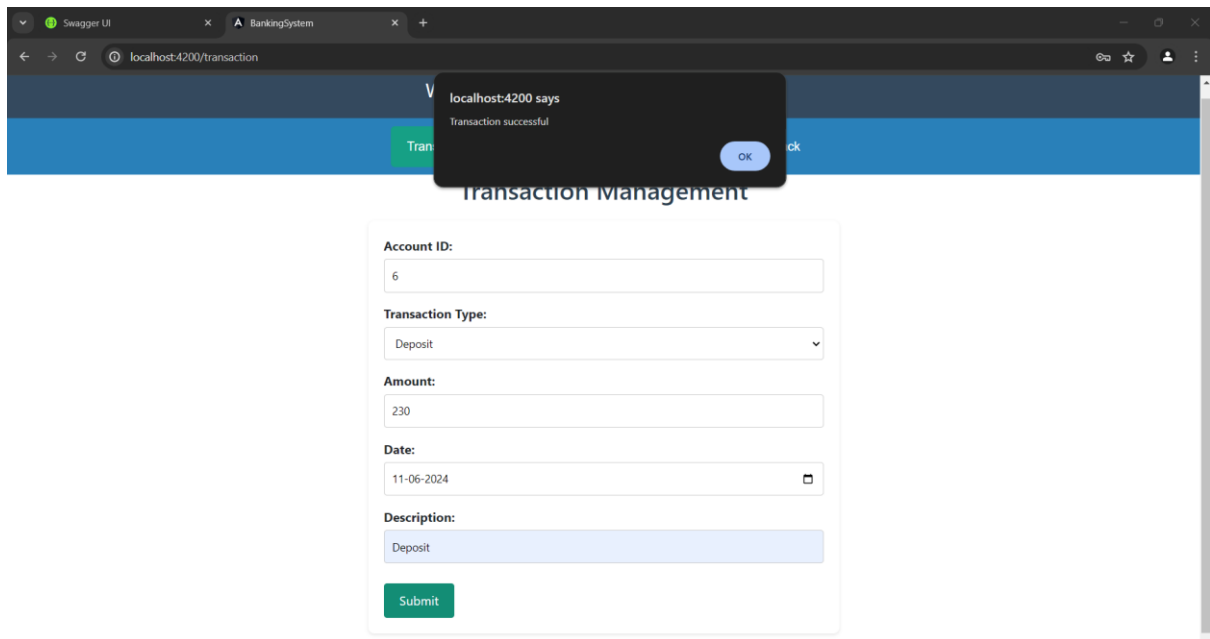 Swagger UI
BankingSystem
localhost:4200/transaction
localhost:4200 says
Transaction successful
OK
Transaction Management
Account ID:
6
Transaction Type:
Deposit
Amount:
230
Date:
11-06-2024
Description:
Deposit
Submit